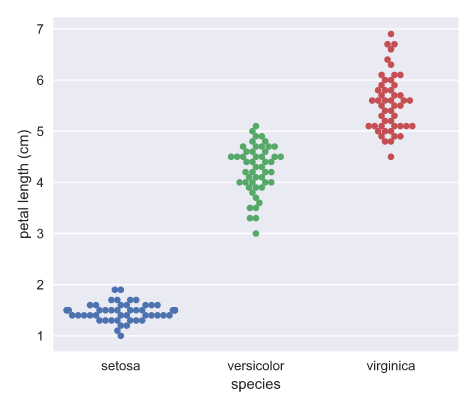 petal length (cm)
7
6
5
4
3
2
1
setosa
versicolor
virginica
species